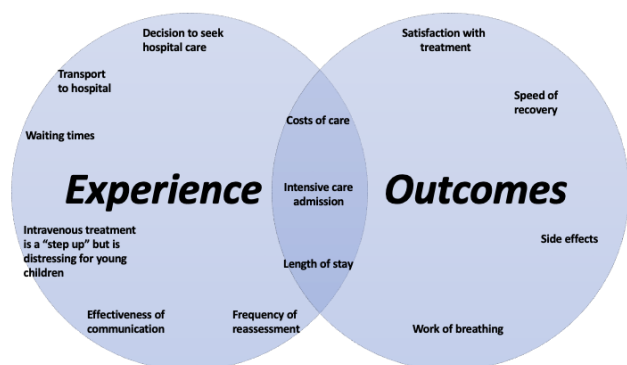 Decision to seek
hospital care
Satisfaction with
treatment
Transport
to hospital
Speed of
recovery
Costs of care
Waiting times
Experience
Intensive care
admission
Outcomes
Intravenous treatment
is a “step up” but is
distressing for young
children
Side effects
Length of stay
Effectiveness of
communication
Frequency of
reassessment
Work of breathing